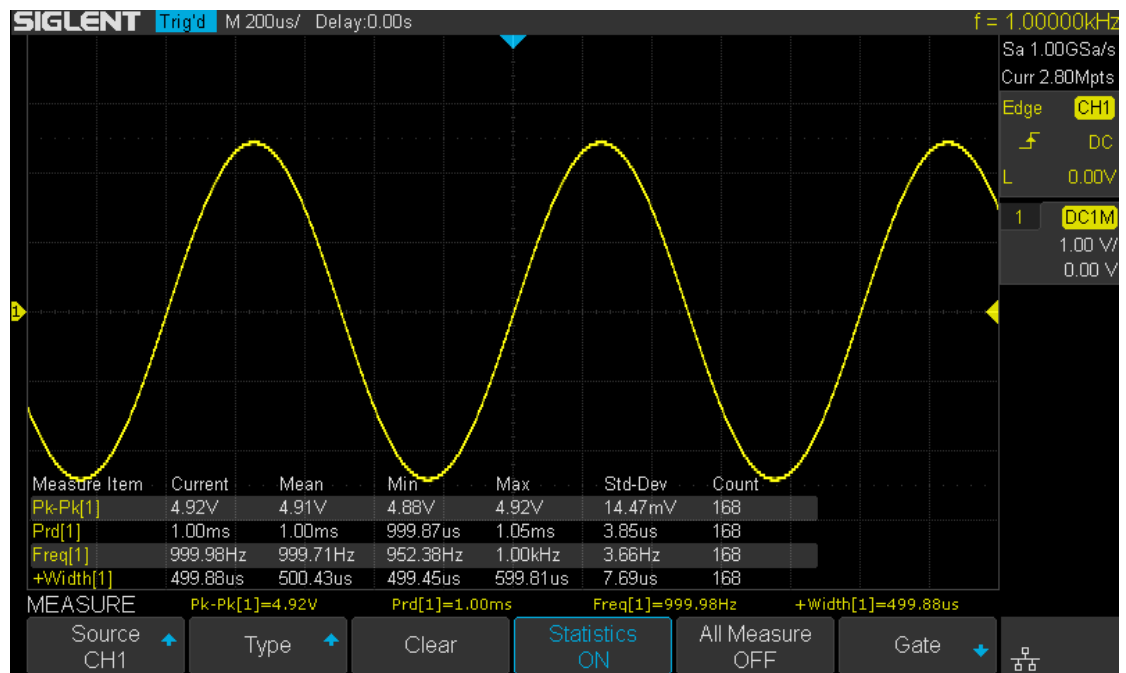 SIGLENT Trig'd M 200us/ Delay:0.00s f = 1.00000kHz
Sa 1.00GSa/s
Curr 2.80Mpts
Edge CH1
DC
L 0.00V
1 DC1M
1.00 V/
0.00 V
1
Measure Item Current Mean Min Max Std-Dev Count
Pk-Pk[1] 4.92V 4.91V 4.88V 4.92V 14.47mV 168
Prd[1] 1.00ms 1.00ms 999.87us 1.05ms 3.85us 168
Freq[1] 999.98Hz 999.71Hz 952.38Hz 1.00kHz 3.66Hz 168
+Width[1] 499.88us 500.43us 499.45us 599.81us 7.69us 168
MEASURE Pk-Pk[1]=4.92V Prd[1]=1.00ms Freq[1]=999.98Hz +Width[1]=499.88us
Source CH1 Type Clear Statistics ON All Measure OFF Gate